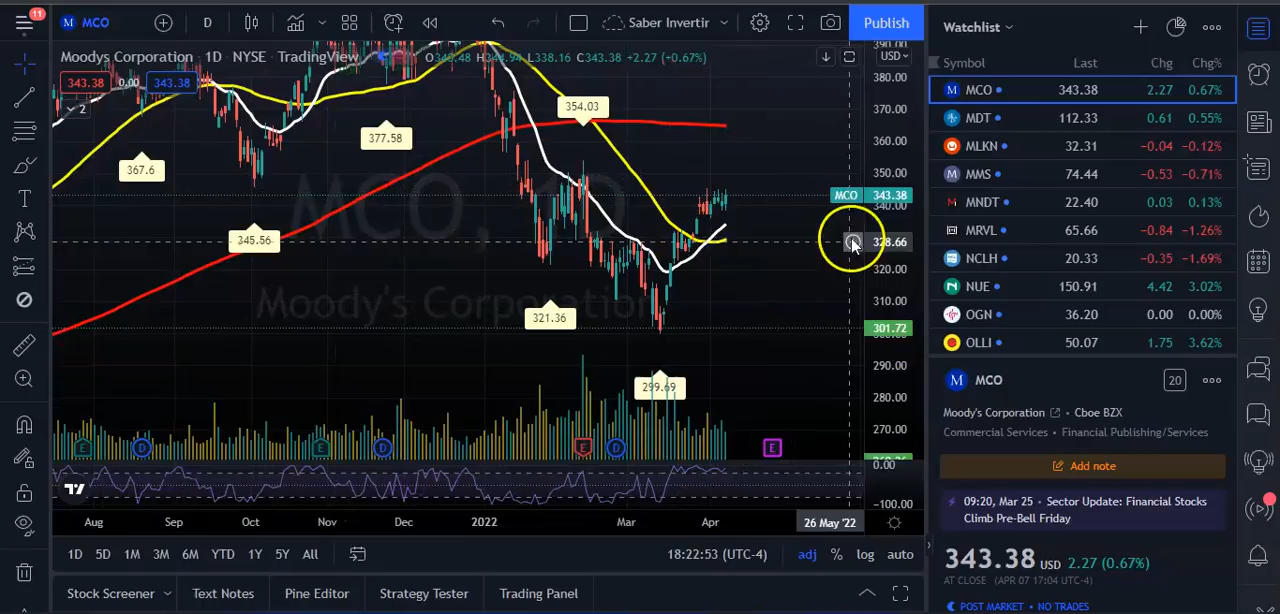 11
MCO
D
Saber Invertir
Publish
Moodys Corporation · 1D · NYSE · TradingView
H344.94 L338.16 C343.38 +2.27 (+0.67%)
343.38 0.00 343.38
2
USD
390.00
380.00
370.00
360.00
350.00
MCO 343.38
340.00
328.66
320.00
310.00
301.72
290.00
280.00
270.00
0.00
−100.00
367.6
345.56
377.58
354.03
321.36
299.69
MCO, 1D
Moody's Corporation
E D E D E D E
Aug Sep Oct Nov Dec 2022 Mar Apr 26 May '22
1D 5D 1M 3M 6M YTD 1Y 5Y All
18:22:53 (UTC-4) adj % log auto
Stock Screener Text Notes Pine Editor Strategy Tester Trading Panel
Watchlist
Symbol Last Chg Chg%
MCO 343.38 2.27 0.67%
MDT 112.33 0.61 0.55%
MLKN 32.31 −0.04 −0.12%
MMS 74.44 −0.53 −0.71%
MNDT 22.40 0.03 0.13%
MRVL 65.66 −0.84 −1.26%
NCLH 20.33 −0.35 −1.69%
NUE 150.91 4.42 3.02%
OGN 36.20 0.00 0.00%
OLLI 50.07 1.75 3.62%
M MCO 20
Moody's Corporation · Cboe BZX
Commercial Services · Financial Publishing/Services
Add note
09:20, Mar 25 · Sector Update: Financial Stocks
Climb Pre-Bell Friday
343.38 USD 2.27 (0.67%)
AT CLOSE (APR 07 17:04 UTC-4)
POST MARKET · NO TRADES